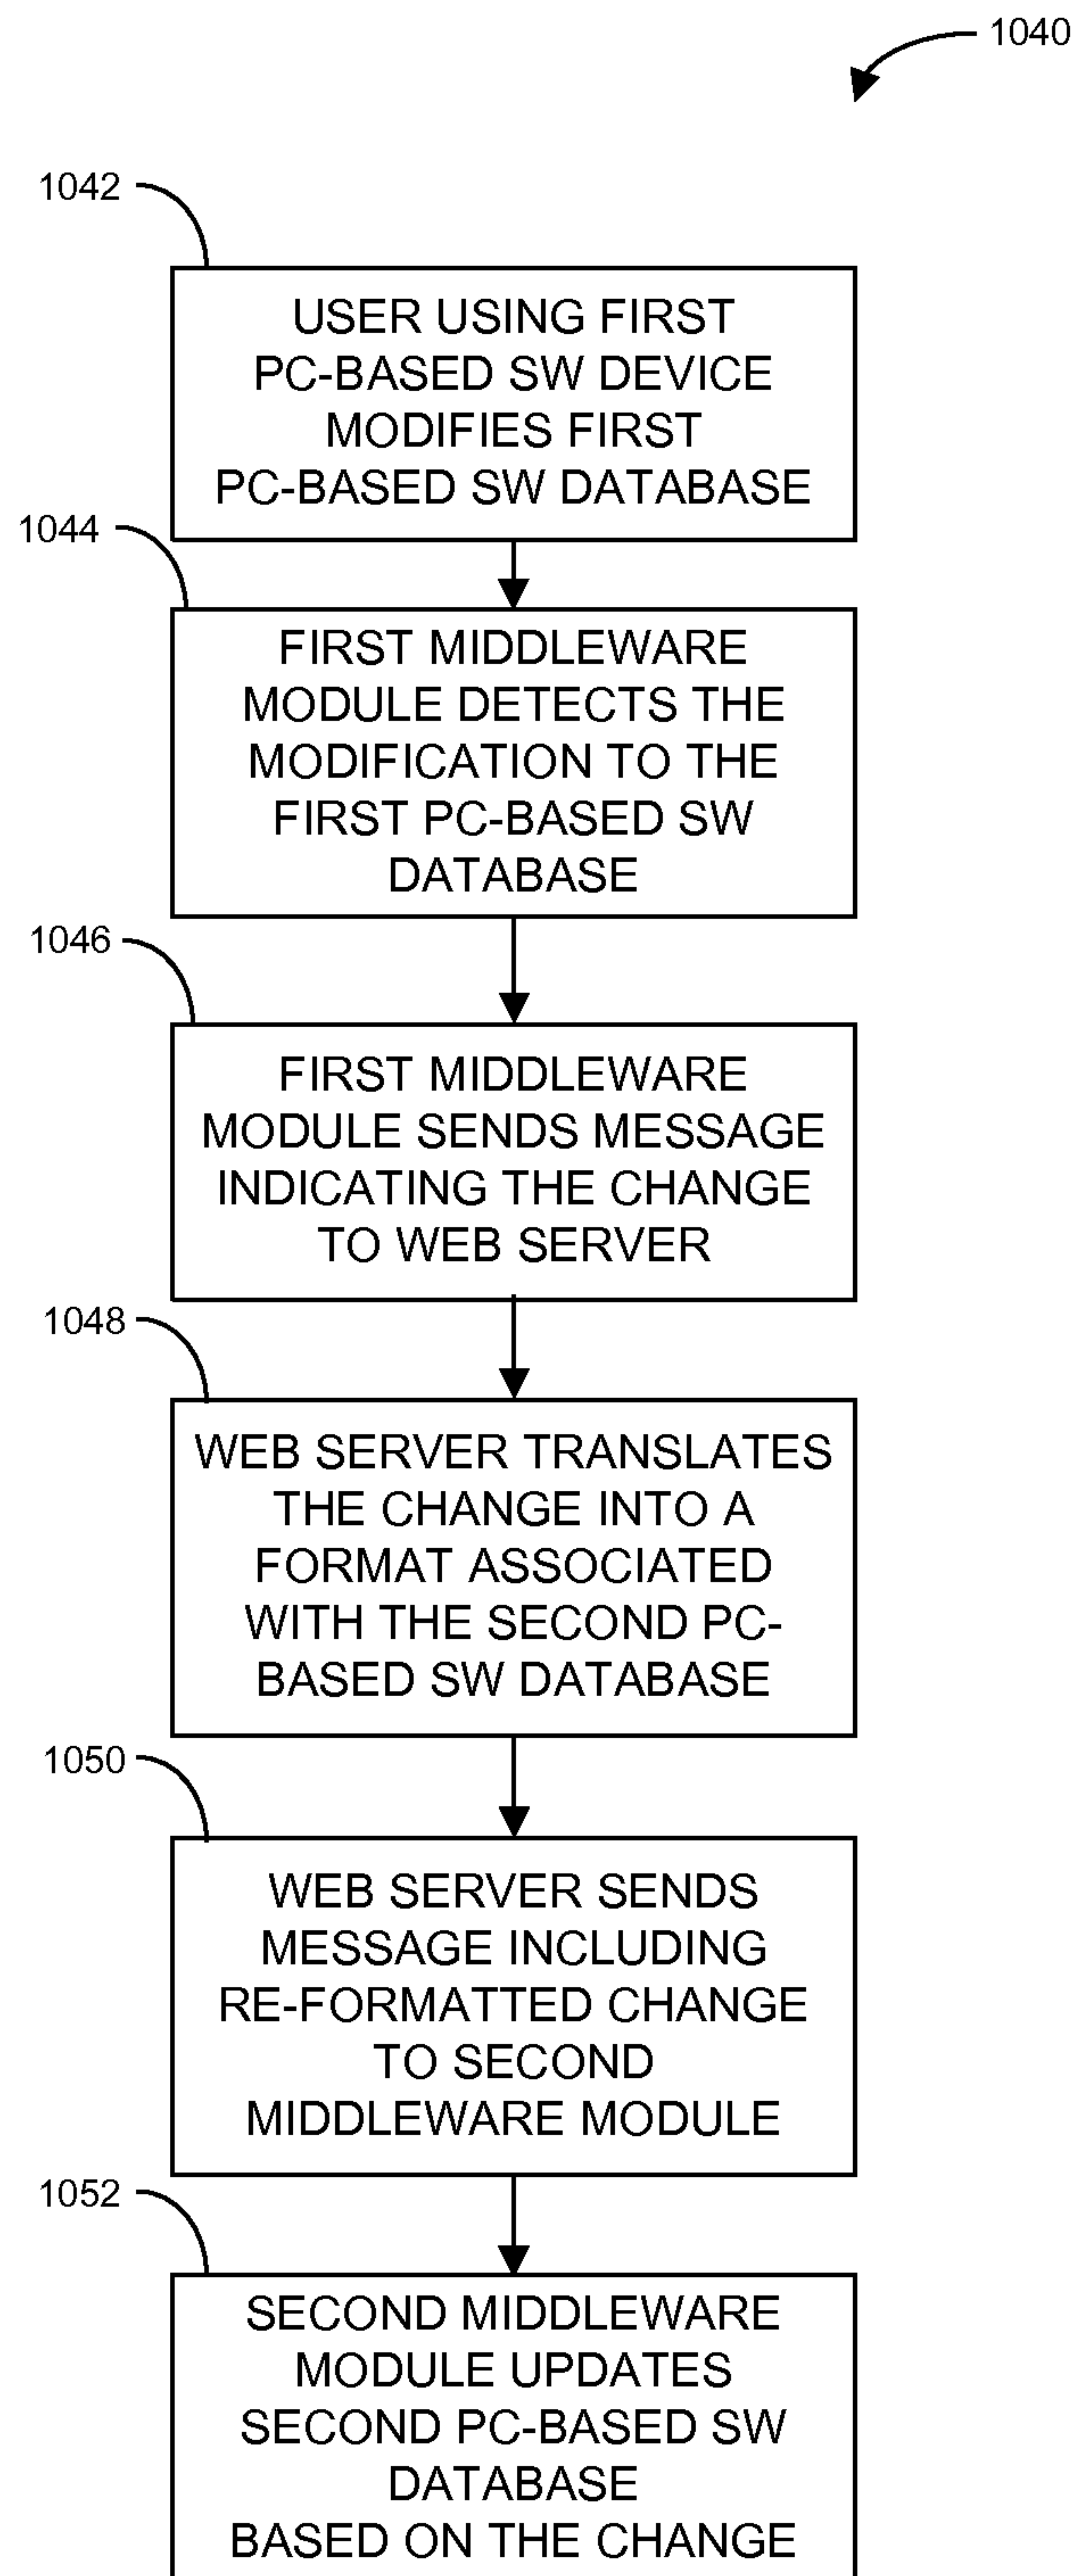 1040
1042
USER USING FIRST
PC-BASED SW DEVICE
MODIFIES FIRST
PC-BASED SW DATABASE
1044
FIRST MIDDLEWARE
MODULE DETECTS THE
MODIFICATION TO THE
FIRST PC-BASED SW
DATABASE
1046
FIRST MIDDLEWARE
MODULE SENDS MESSAGE
INDICATING THE CHANGE
TO WEB SERVER
1048
WEB SERVER TRANSLATES
THE CHANGE INTO A
FORMAT ASSOCIATED
WITH THE SECOND PC-
BASED SW DATABASE
1050
WEB SERVER SENDS
MESSAGE INCLUDING
RE-FORMATTED CHANGE
TO SECOND
MIDDLEWARE MODULE
1052
SECOND MIDDLEWARE
MODULE UPDATES
SECOND PC-BASED SW
DATABASE
BASED ON THE CHANGE